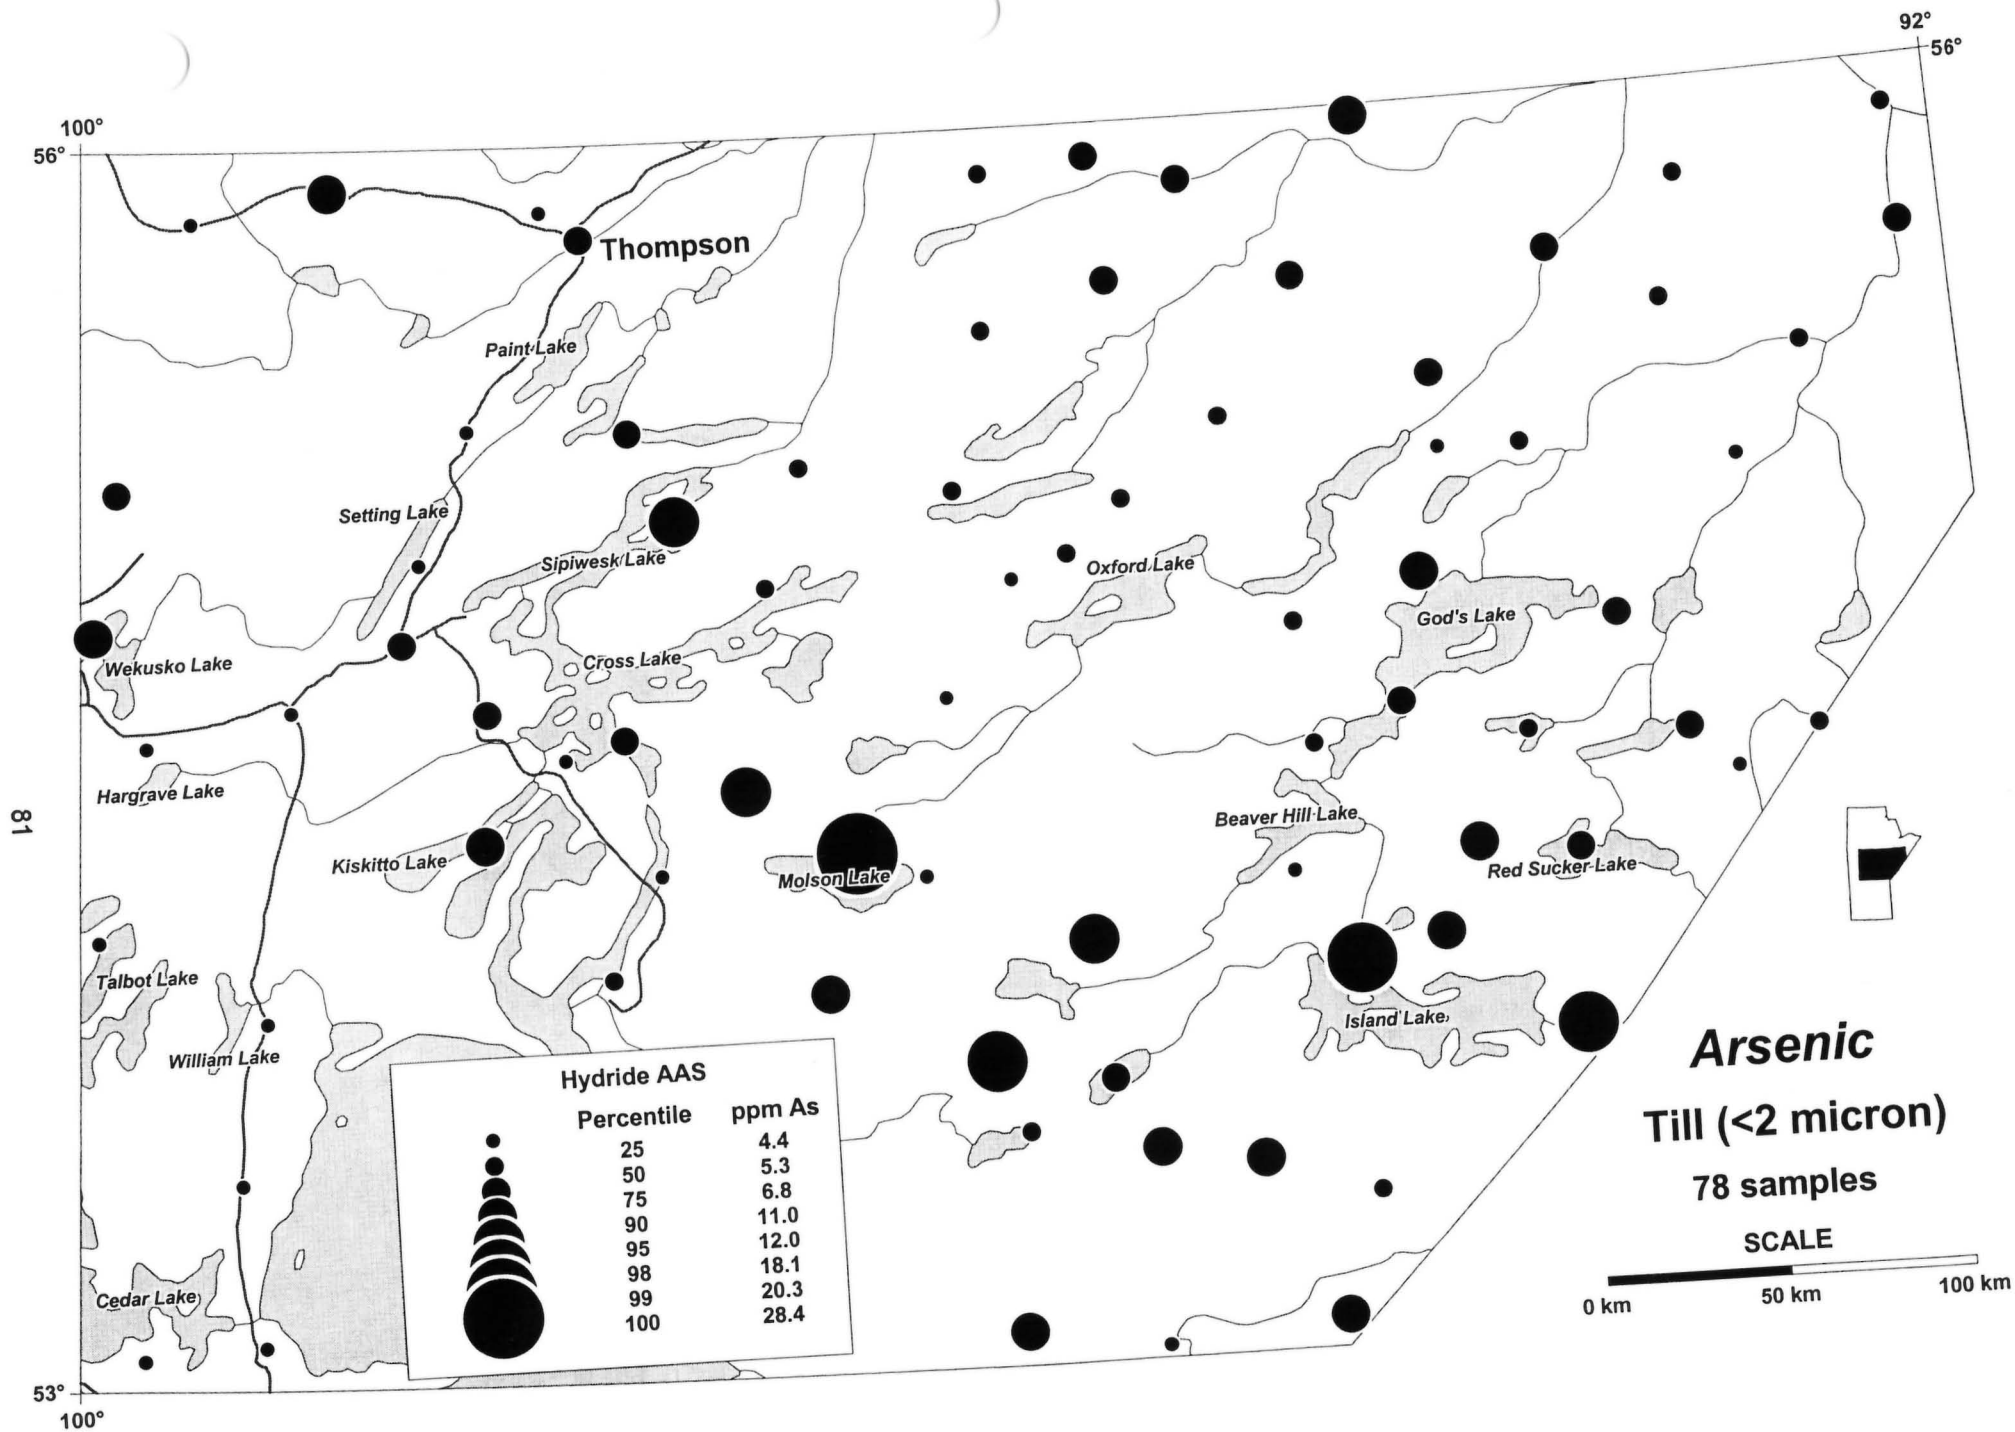 92°
56°
100°
56°
Thompson
Paint Lake
Setting Lake
Sipiwesk Lake
Oxford Lake
God's Lake
Wekusko Lake
Cross Lake
Hargrave Lake
Beaver Hill Lake
Kiskitto Lake
Molson Lake
Red Sucker Lake
Talbot Lake
Island Lake
William Lake
Cedar Lake
81
Hydride AAS
Percentile ppm As
25 4.4
50 5.3
75 6.8
90 11.0
95 12.0
98 18.1
99 20.3
100 28.4
Arsenic
Till (<2 micron)
78 samples
SCALE
0 km 50 km 100 km
53°
100°